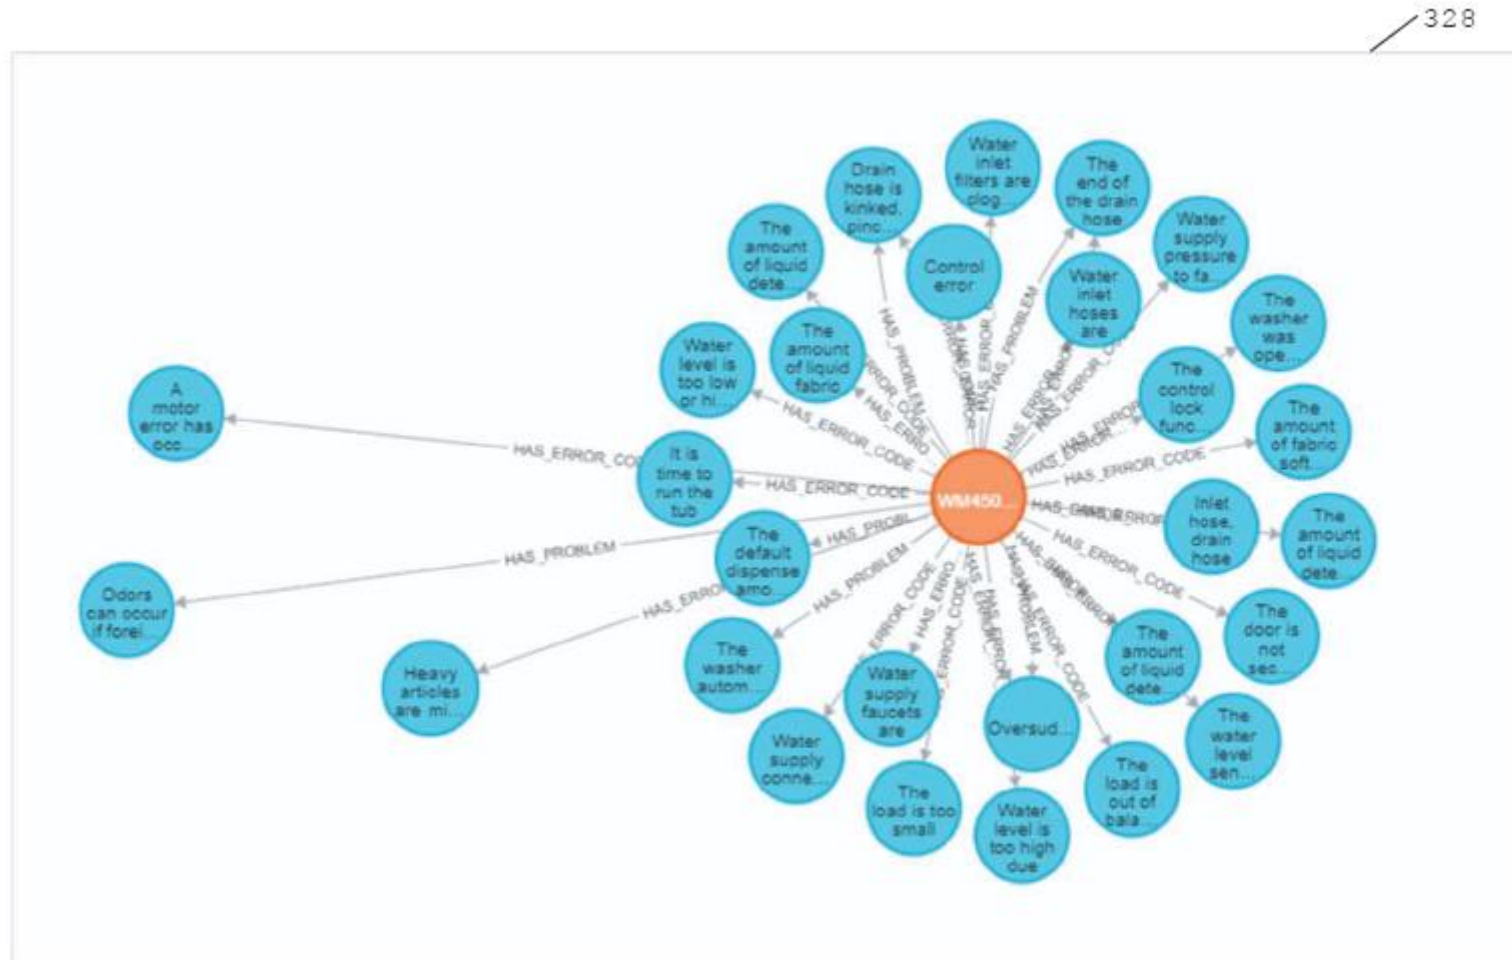 328
Water
inlet
filters are
clog...
Drain
hose is
kinked,
pinc...
The
end of
the drain
hose
Water
supply
pressure
to fa...
The
amount
of liquid
dete...
Control
error
Water
inlet
hoses
are
The
washer
was
ope...
Water
level is
too low
or hi...
The
amount
of liquid
fabric
The
control
lock
func...
A
motor
error has
occ...
The
amount
of fabric
soft...
It is
time to
run the
tub
WM450...
Inlet
hose,
drain
hose
The
amount
of liquid
dete...
The
default
dispense
amo...
Odors
can occur
if forei...
The
door is
not
sec...
The
washer
autom...
The
amount
of liquid
dete...
Heavy
articles
are mi...
Water
supply
faucets
are
Oversud...
The
water
level
sen...
Water
supply
conne...
The
load is too
small
Water
level is
too high
due
The
load is
out of
bala...
HAS_PROBLEM
HAS_PROBLEM
HAS_ERROR_CODE
HAS_ERROR_CODE
HAS_ERROR_CODE
HAS_ERROR_CODE
HAS_PROBLEM
HAS_PROBLEM
HAS_ERROR_CODE